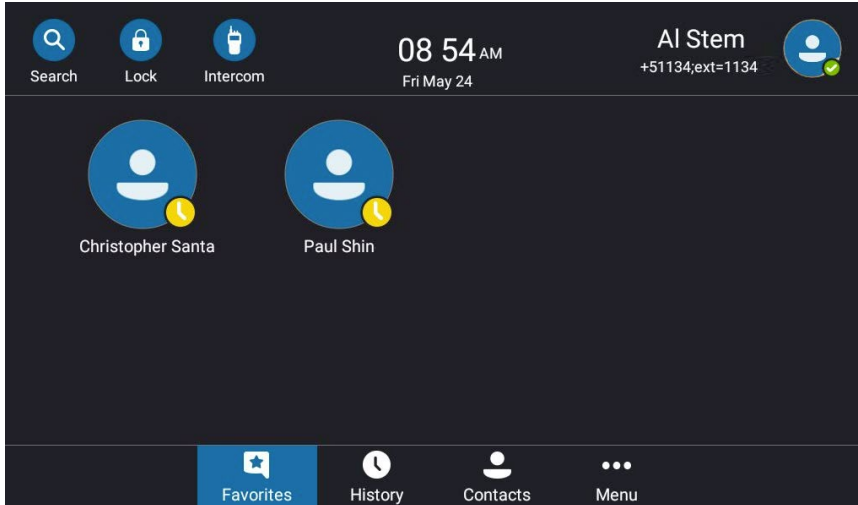 Search
Lock
Intercom
08 54 AM
Fri May 24
Al Stem
+51134;ext=1134
Christopher Santa
Paul Shin
Favorites
History
Contacts
Menu